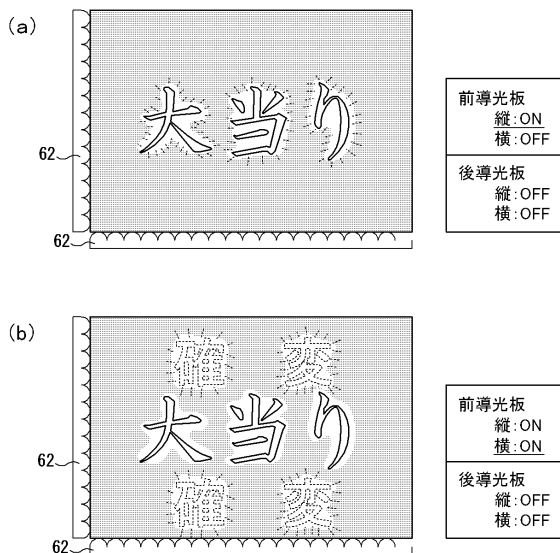 (a)
大当り
62
62
前導光板
縦:ON
横:OFF
後導光板
縦:OFF
横:OFF
(b)
確 変
大当り
確 変
62
62
前導光板
縦:ON
横:ON
後導光板
縦:OFF
横:OFF